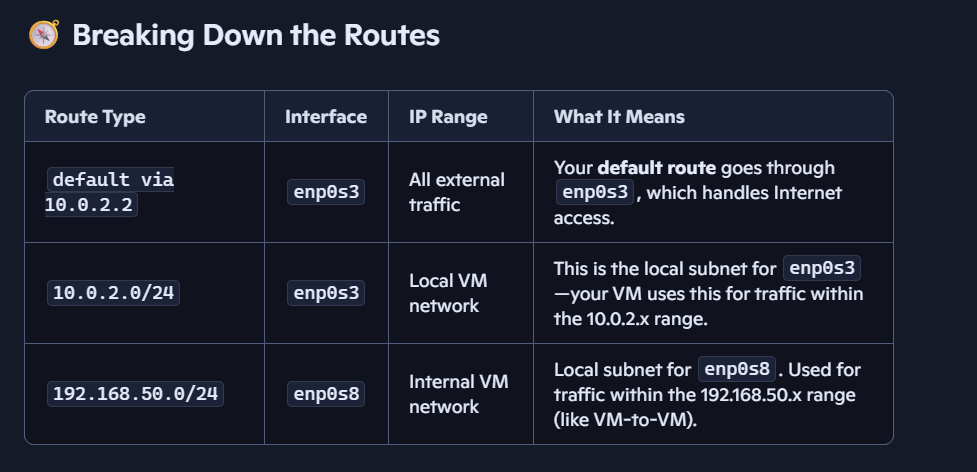 Breaking Down the Routes
Route Type
Interface
IP Range
What It Means
default via
10.0.2.2
enp0s3
All external
traffic
Your default route goes through
enp0s3, which handles Internet
access.
10.0.2.0/24
enp0s3
Local VM
network
This is the local subnet for enp0s3
—your VM uses this for traffic within
the 10.0.2.x range.
192.168.50.0/24
enp0s8
Internal VM
network
Local subnet for enp0s8. Used for
traffic within the 192.168.50.x range
(like VM-to-VM).